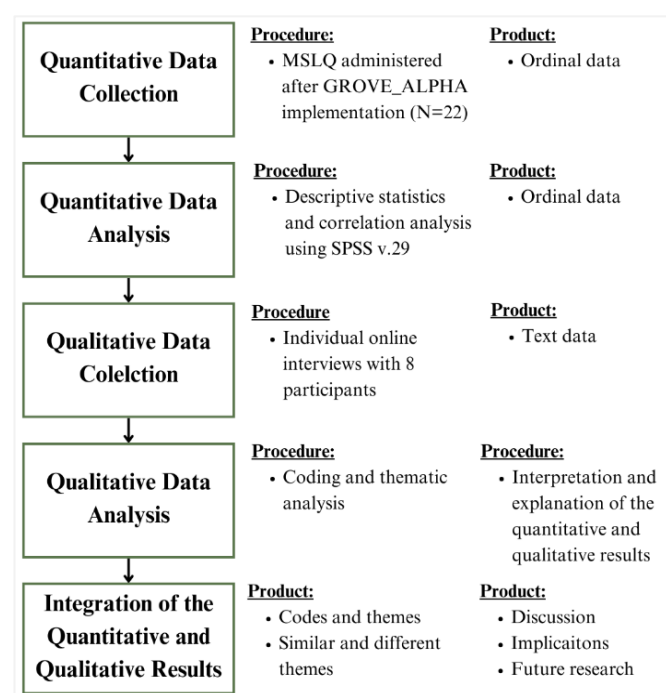 Quantitative Data
Collection
Procedure:
• MSLQ administered
after GROVE_ALPHA
implementation (N=22)
Product:
• Ordinal data
Quantitative Data
Analysis
Procedure:
• Descriptive statistics
and correlation analysis
using SPSS v.29
Product:
• Ordinal data
Qualitative Data
Colelction
Procedure
• Individual online
interviews with 8
participants
Product:
• Text data
Qualitative Data
Analysis
Procedure:
• Coding and thematic
analysis
Procedure:
• Interpretation and
explanation of the
quantitative and
qualitative results
Integration of the
Quantitative and
Qualitative Results
Product:
• Codes and themes
• Similar and different
themes
Product:
• Discussion
• Implicaitons
• Future research